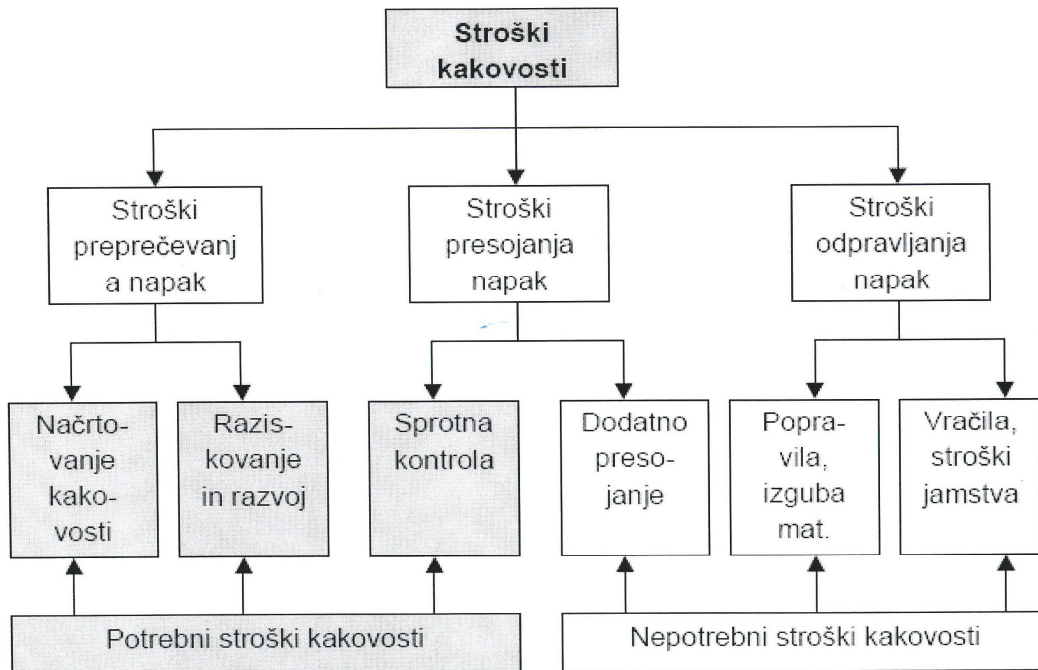 Stroški
kakovosti
Stroški
preprečevanj
a napak
Stroški
presojanja
napak
Stroški
odpravljanja
napak
Načrto-
vanje
kako-
vosti
Razis-
kovanje
in razvoj
Sprotna
kontrola
Dodatno
preso-
janje
Popra-
vila,
izguba
mat.
Vračila,
stroški
jamstva
Potrebni stroški kakovosti
Nepotrebni stroški kakovosti